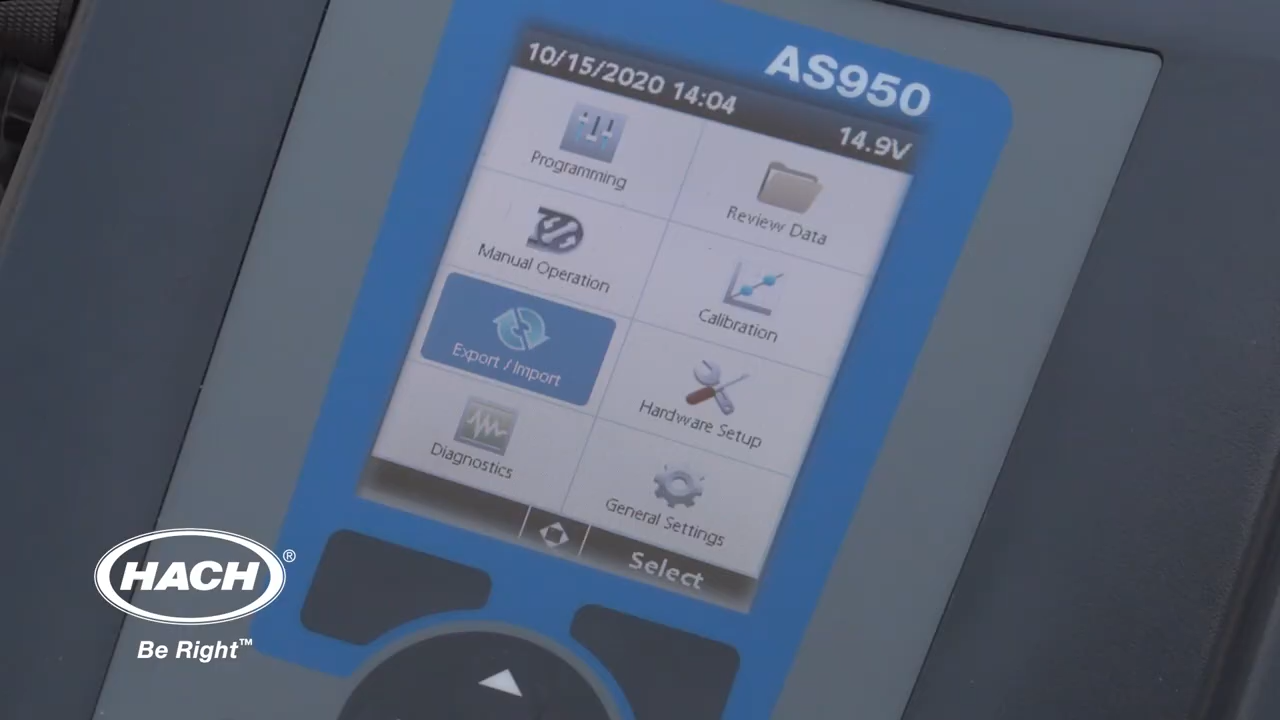 AS950
10/15/2020 14:04
14.9V
Programming
Review Data
Manual Operation
Calibration
Export / Import
Hardware Setup
Diagnostics
General Settings
Select
HACH®
Be Right™